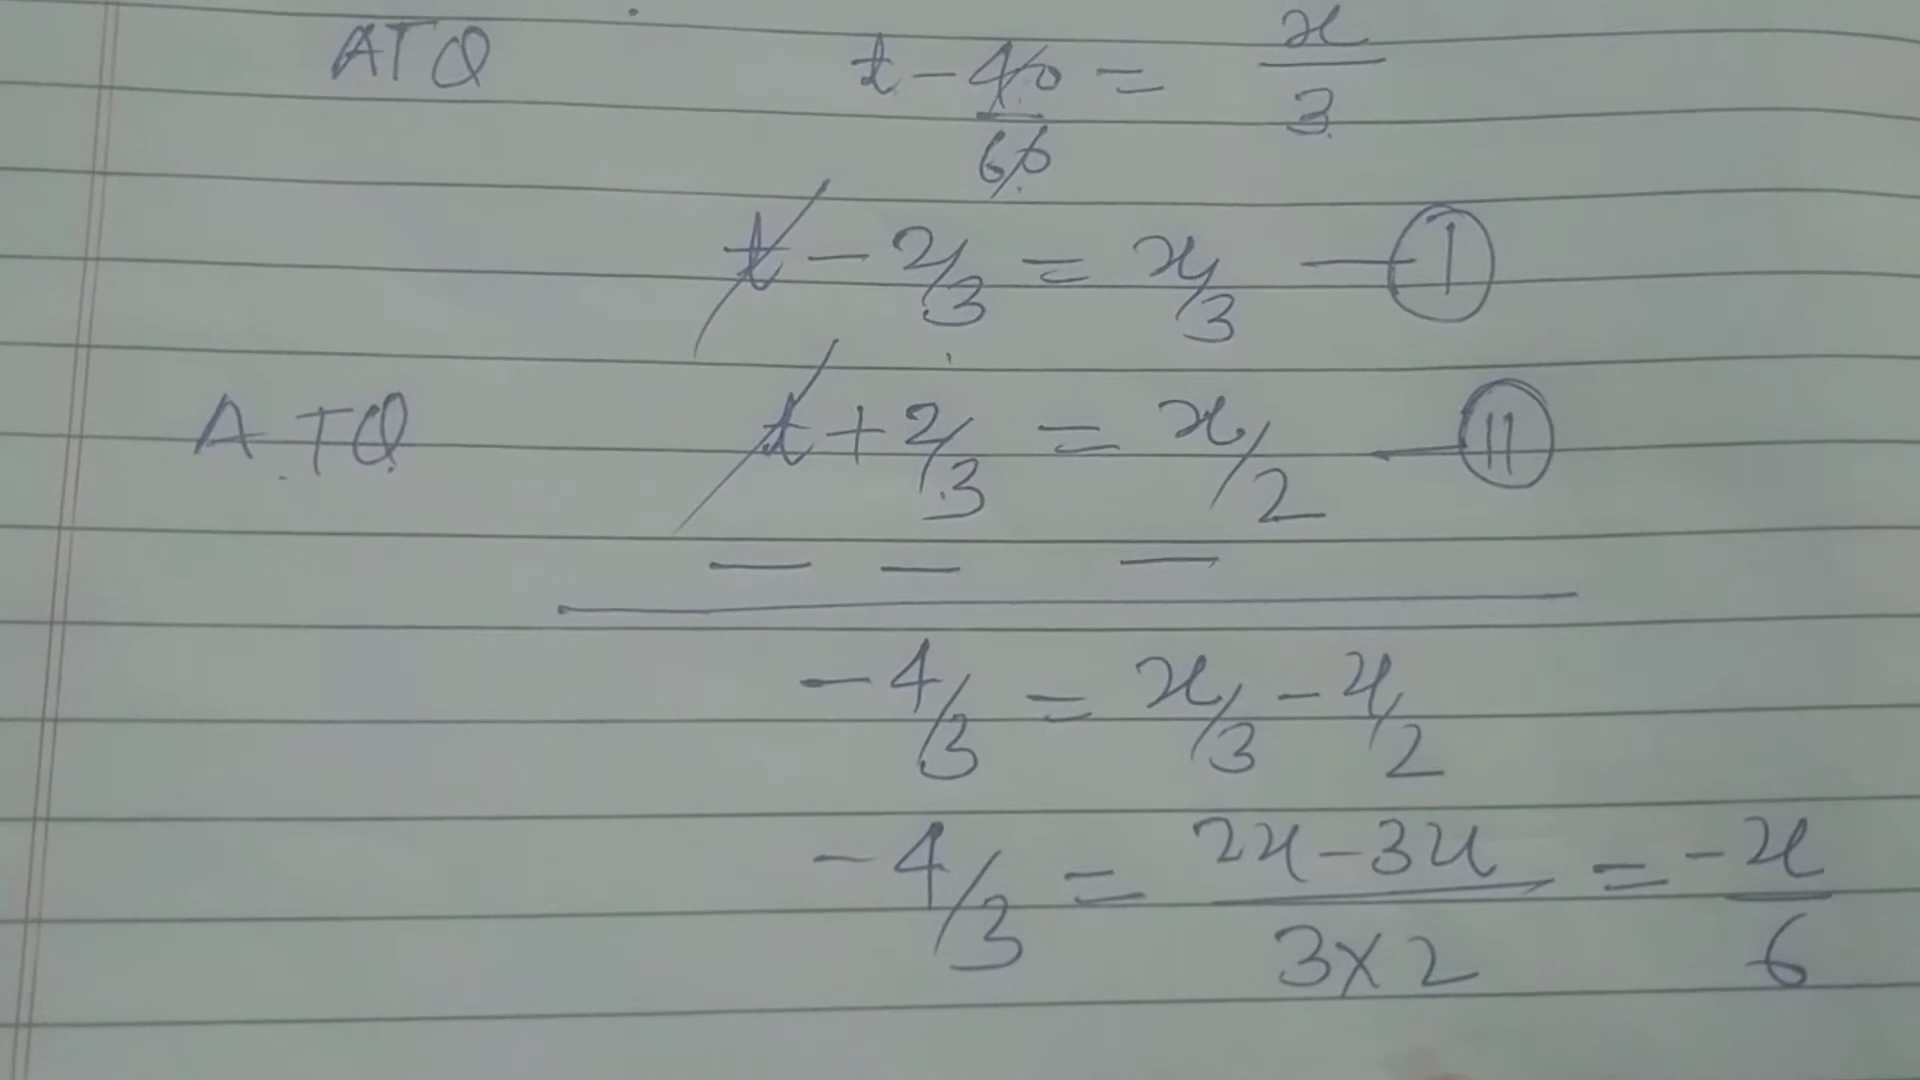 ATQ t - 40/60 = x/3
t - 2/3 = x/3 — I
ATQ t + 2/3 = x/2 — II
— — —
-4/3 = x/3 - x/2
-4/3 = 2x - 3x / 3×2 = -x/6